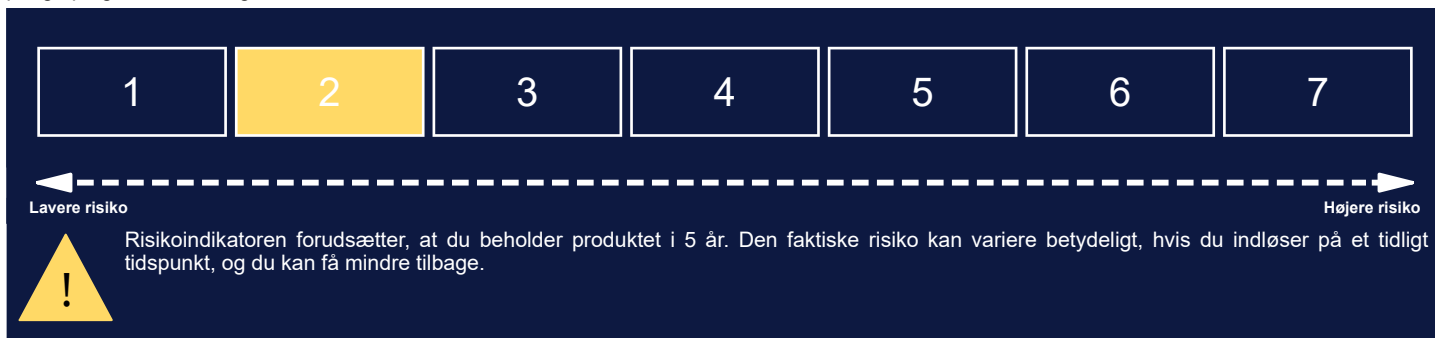 1 2 3 4 5 6 7
Lavere risiko Højere risiko
Risikoindikatoren forudsætter, at du beholder produktet i 5 år. Den faktiske risiko kan variere betydeligt, hvis du indløser på et tidligt
tidspunkt, og du kan få mindre tilbage.
!